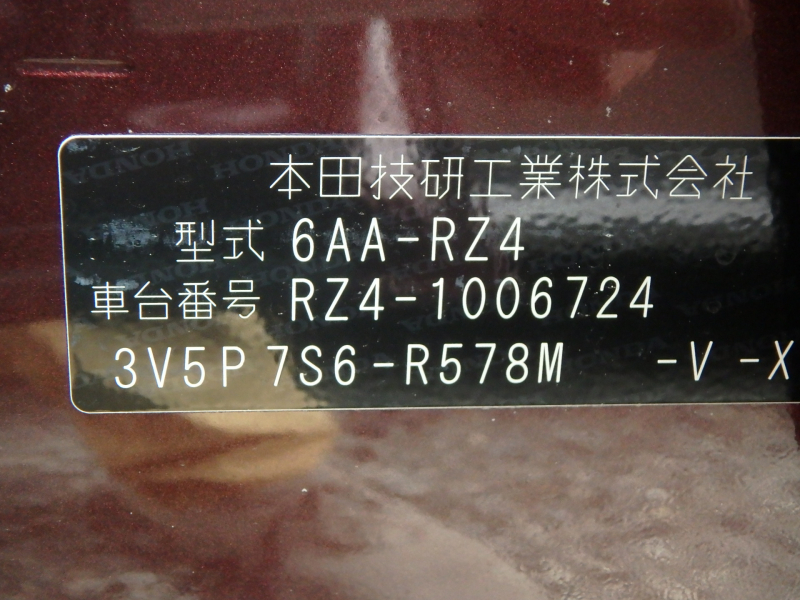 本田技研工業株式会社
型式 6AA-RZ4
車台番号 RZ4-1006724
3V5P 7S6-R578M -V -X